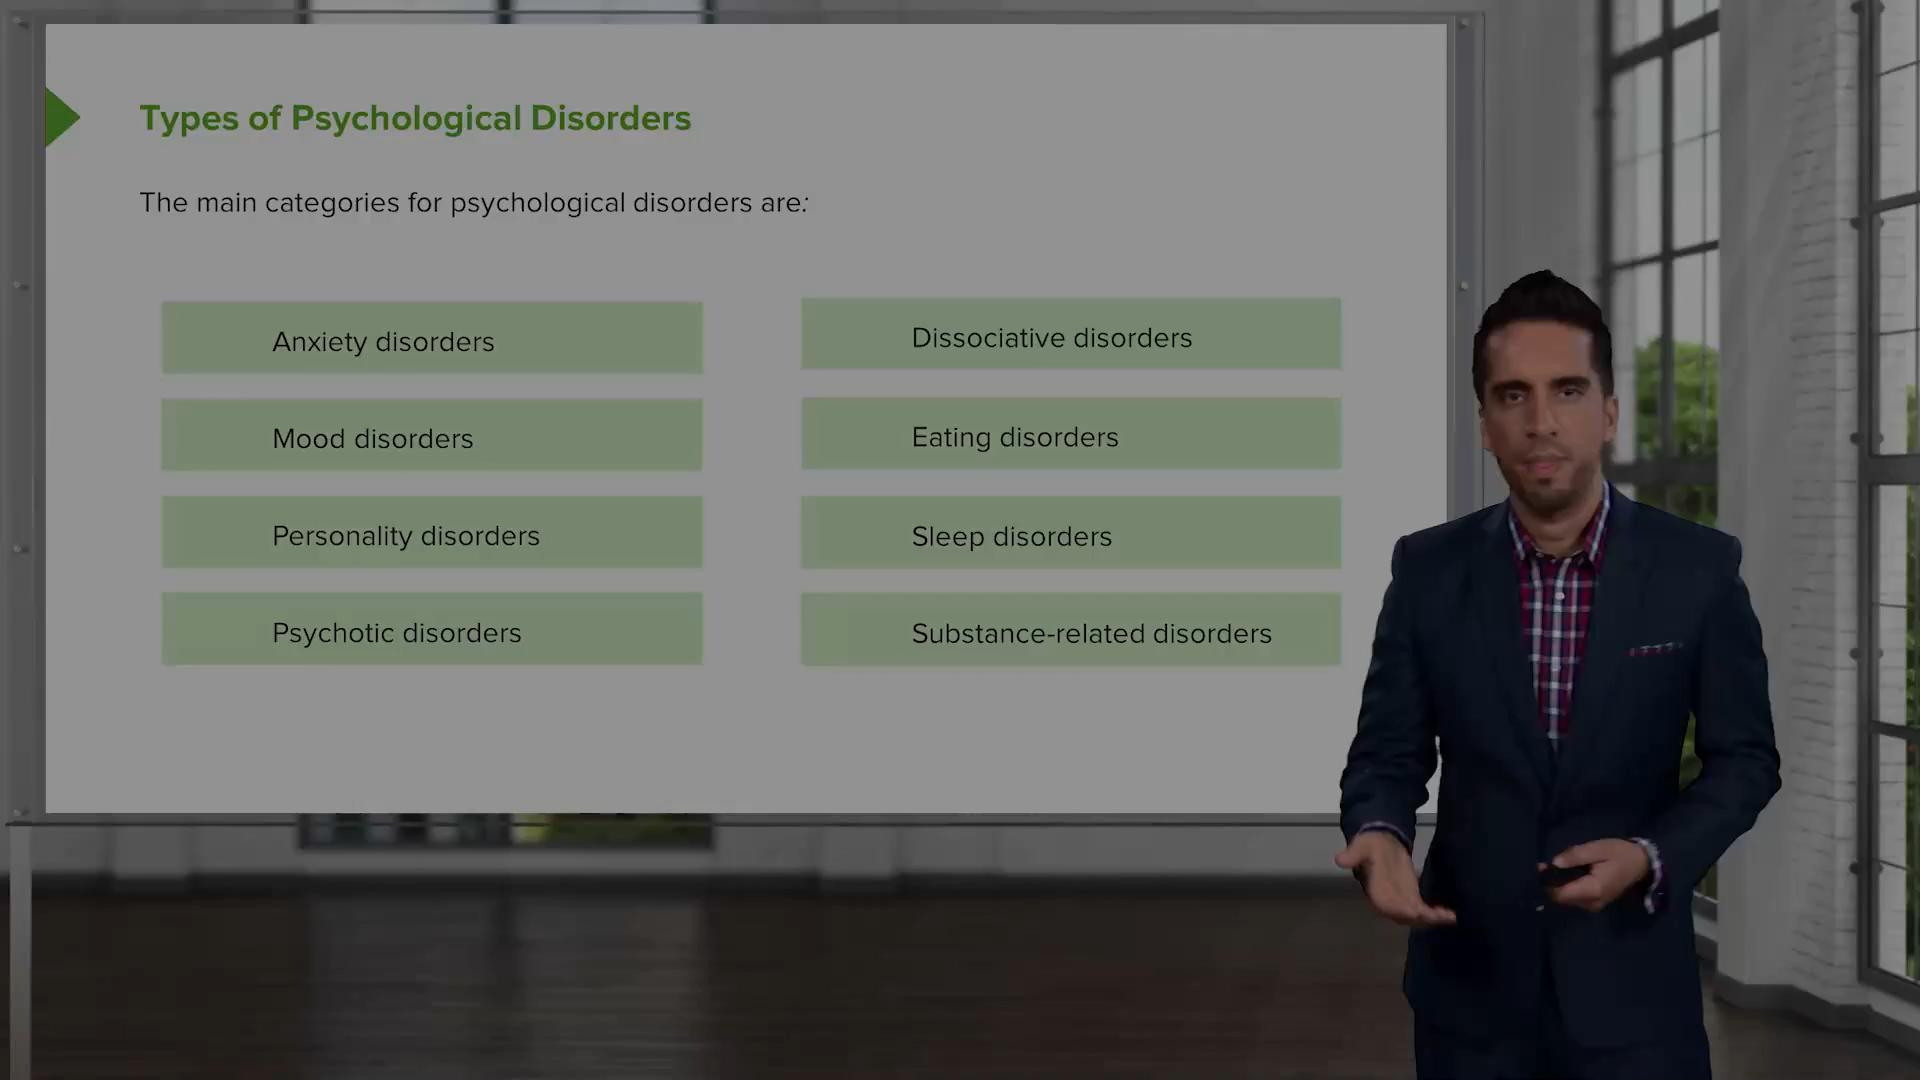 Types of Psychological Disorders
The main categories for psychological disorders are:
Anxiety disorders
Mood disorders
Personality disorders
Psychotic disorders
Dissociative disorders
Eating disorders
Sleep disorders
Substance-related disorders